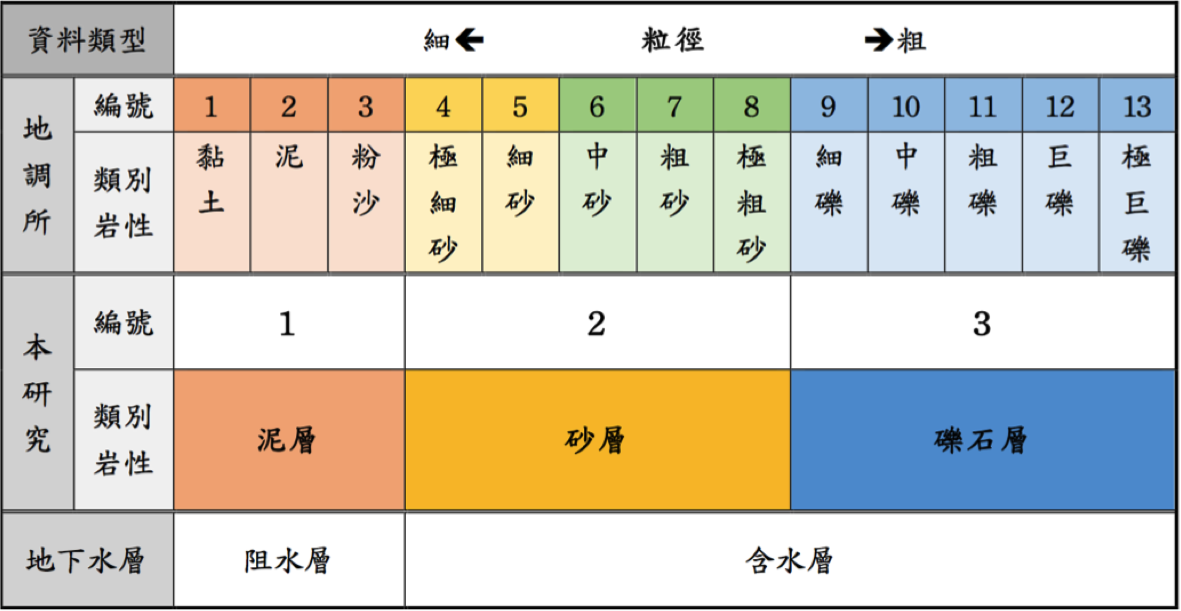 資料類型 細🡸 粒徑 🡺粗
地調所 編號 1 2 3 4 5 6 7 8 9 10 11 12 13
類別岩性 黏土 泥 粉沙 極細砂 細砂 中砂 粗砂 極粗砂 細礫 中礫 粗礫 巨礫 極巨礫
本研究 編號 1 2 3
類別岩性 泥層 砂層 礫石層
地下水層 阻水層 含水層